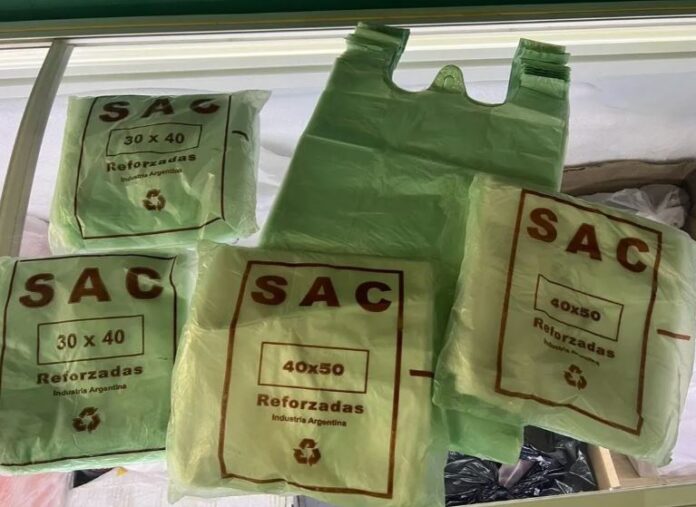 SAC
30 x 40
Reforzadas
Industria Argentina
SAC
30 x 40
Reforzadas
Industria Argentina
SAC
40x50
Reforzadas
Industria Argentina
SAC
40x50
Reforzadas
Industria Argentina